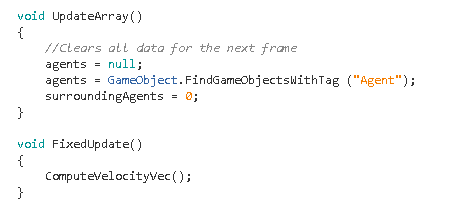 void UpdateArray()
{
//Clears all data for the next frame
agents = null;
agents = GameObject.FindGameObjectsWithTag ("Agent");
surroundingAgents = 0;
}
void FixedUpdate()
{
ComputeVelocityVec();
}